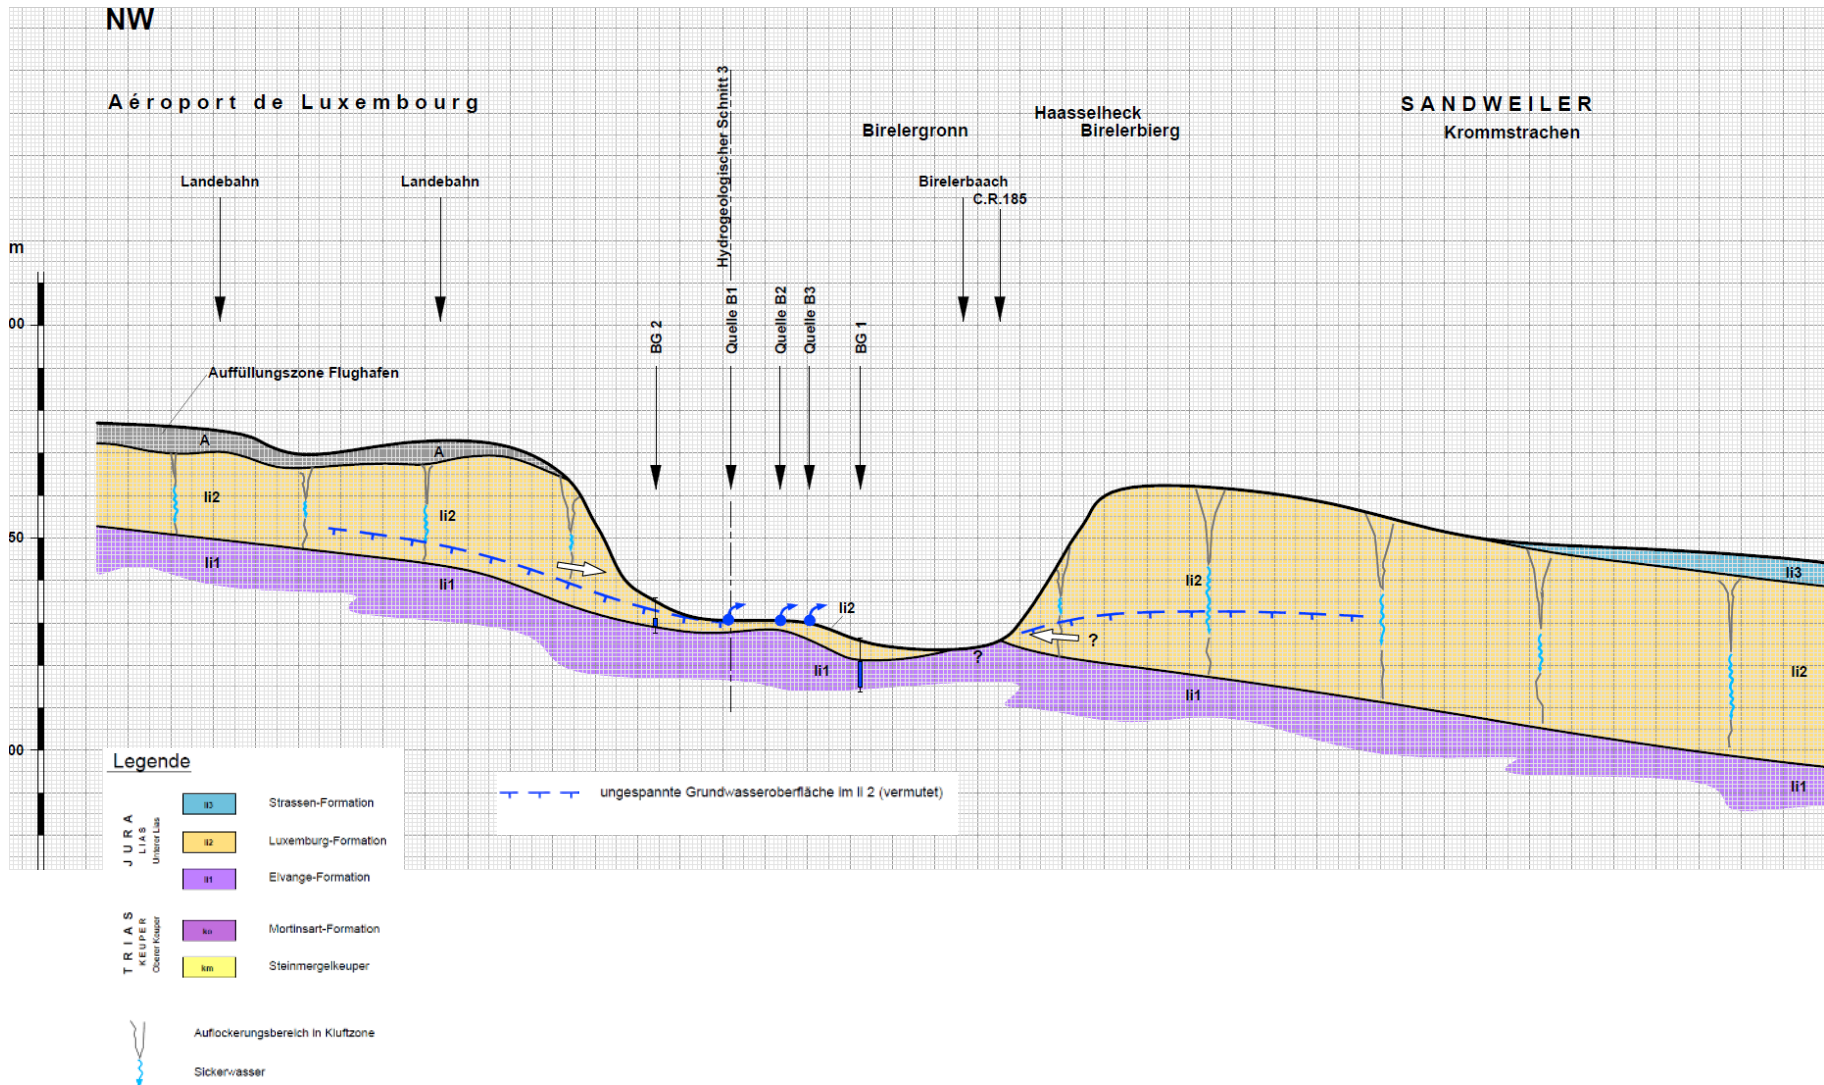 NW
Aéroport de Luxembourg
Hydrogeologischer Schnitt 3
Haasselheck
Birelergronn
Birelerbierg
SANDWEILER
Krommstrachen
Landebahn
Landebahn
Birelerbaach
C.R.185
m
00
BG 2
Quelle B1
Quelle B2
Quelle B3
BG 1
Auffüllungszone Flughafen
A
A
li2
li2
50
li1
li1
li2
li3
li2
?
?
li1
li1
li2
00
li1
Legende
li3
Strassen-Formation
ungespannte Grundwasseroberfläche im li 2 (vermutet)
JURA
LIAS
Unterer Lias
li2
Luxemburg-Formation
li1
Elvange-Formation
TRIAS
KEUPER
Oberer Keuper
ko
Mortinsart-Formation
km
Steinmergelkeuper
Auflockerungsbereich in Kluftzone
Sickerwasser